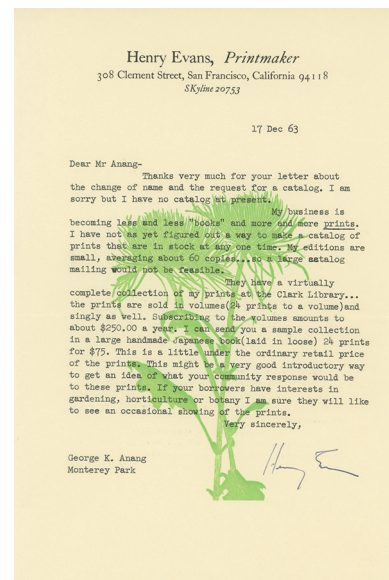 Henry Evans, Printmaker
308 Clement Street, San Francisco, California 94118
SKyline 20753
17 Dec 63
Dear Mr Anang-
Thanks very much for your letter about
the change of name and the request for a catalog. I am
sorry but I have no catalog at present.
My business is
becoming less and less "books" and more and more prints.
I have not as yet figured out a way to make a catalog of
prints that are in stock at any one time. My editions are
small, averaging about 60 copies...so a large catalog
mailing would not be feasible.
They have a virtually
complete collection of my prints at the Clark Library...
the prints are sold in volumes(24 prints to a volume)and
singly as well. Subscribing to the volumes amounts to
about $250.00 a year. I can send you a sample collection
in a large handmade Japanese book(laid in loose) 24 prints
for $75. This is a little under the ordinary retail price
of the prints. This might be a very good introductory way
to get an idea of what your community response would be
to these prints. If your borrowers have interests in
gardening, horticulture or botany I am sure they will like
to see an occasional showing of the prints.
Very sincerely,
George K. Anang
Monterey Park
Henry Evans